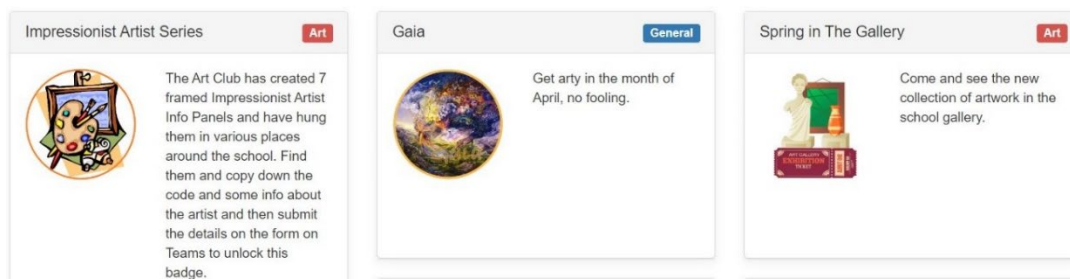 Impressionist Artist Series
Art
The Art Club has created 7
framed Impressionist Artist
Info Panels and have hung
them in various places
around the school. Find
them and copy down the
code and some info about
the artist and then submit
the details on the form on
Teams to unlock this
badge.
Gaia
General
Get arty in the month of
April, no fooling.
Spring in The Gallery
Art
Come and see the new
collection of artwork in the
school gallery.
ART GALLERY
EXHIBITION
TICKET